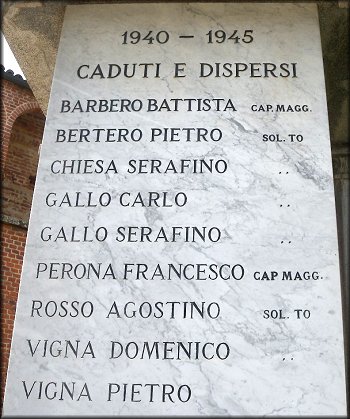 1940 – 1945
CADUTI E DISPERSI
BARBERO BATTISTA CAP. MAGG.
BERTERO PIETRO SOL. TO
CHIESA SERAFINO ,,
GALLO CARLO ,,
GALLO SERAFINO ,,
PERONA FRANCESCO CAP MAGG.
ROSSO AGOSTINO SOL. TO
VIGNA DOMENICO ,,
VIGNA PIETRO